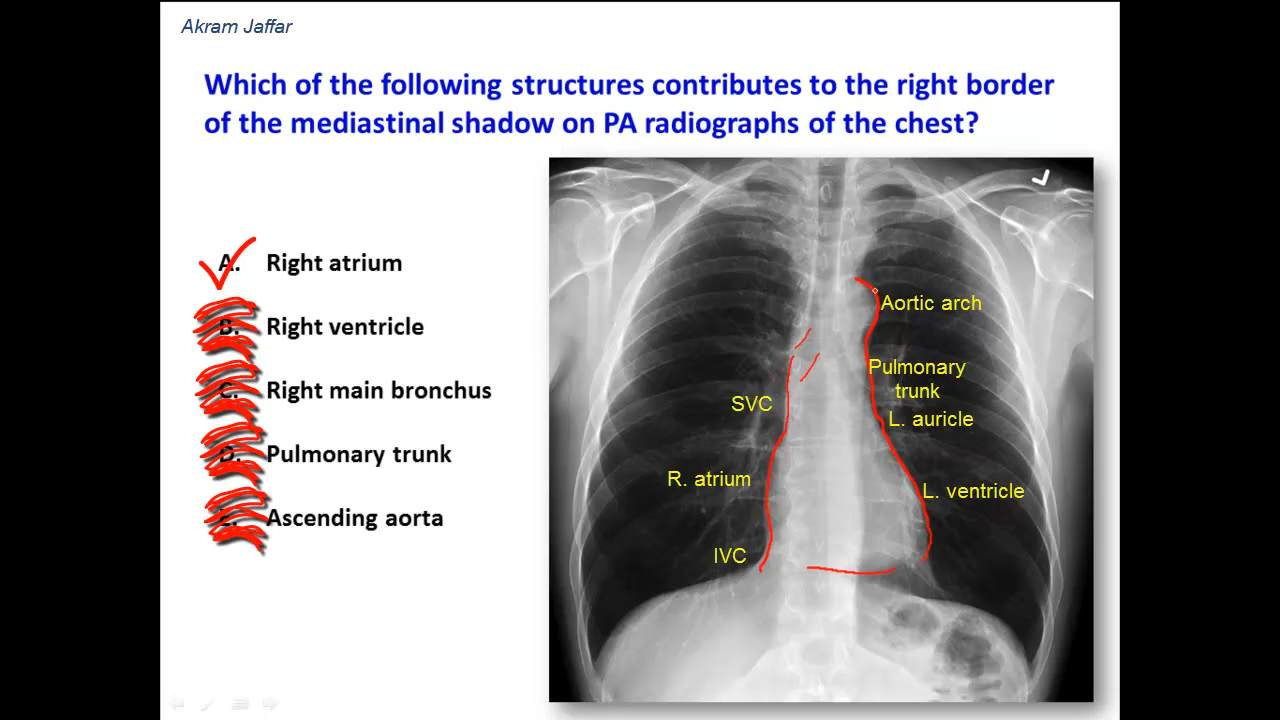 Akram Jaffar
Which of the following structures contributes to the right border
of the mediastinal shadow on PA radiographs of the chest?
A. Right atrium
B. Right ventricle
C. Right main bronchus
D. Pulmonary trunk
E. Ascending aorta
Aortic arch
Pulmonary
trunk
SVC
L. auricle
R. atrium
L. ventricle
IVC